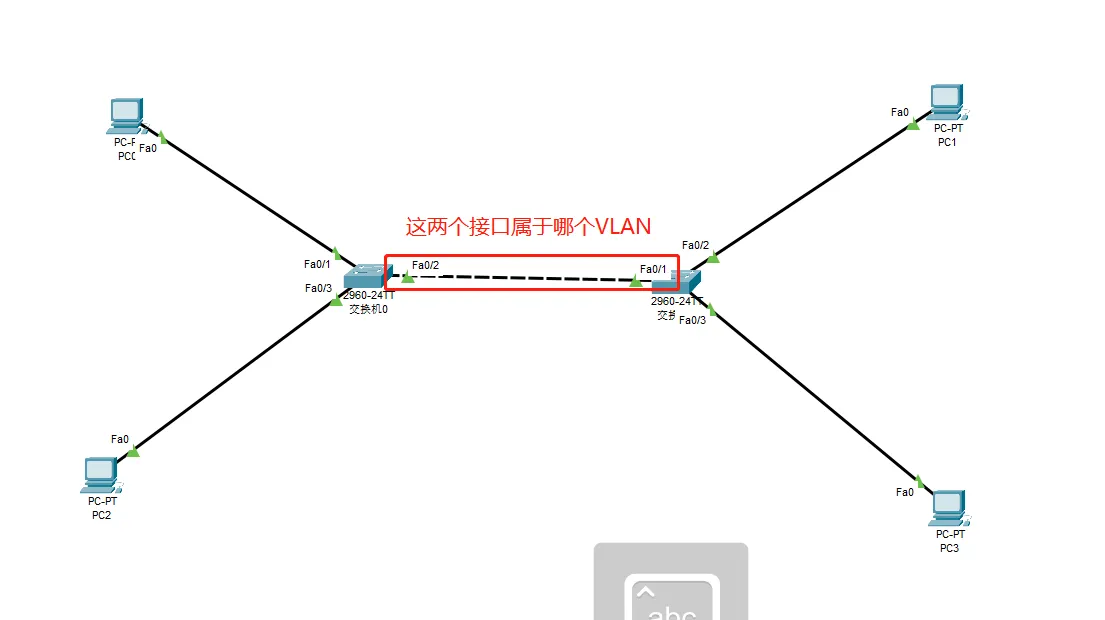 Fa0
PC-PT
PC1
PC-P
PC0
Fa0
这两个接口属于哪个VLAN
Fa0/1
Fa0/2
Fa0/1
Fa0/2
Fa0/3
2960-24TT
交换机0
2960-24TT
交换
Fa0/3
Fa0
PC-PT
PC2
Fa0
PC-PT
PC3
abc